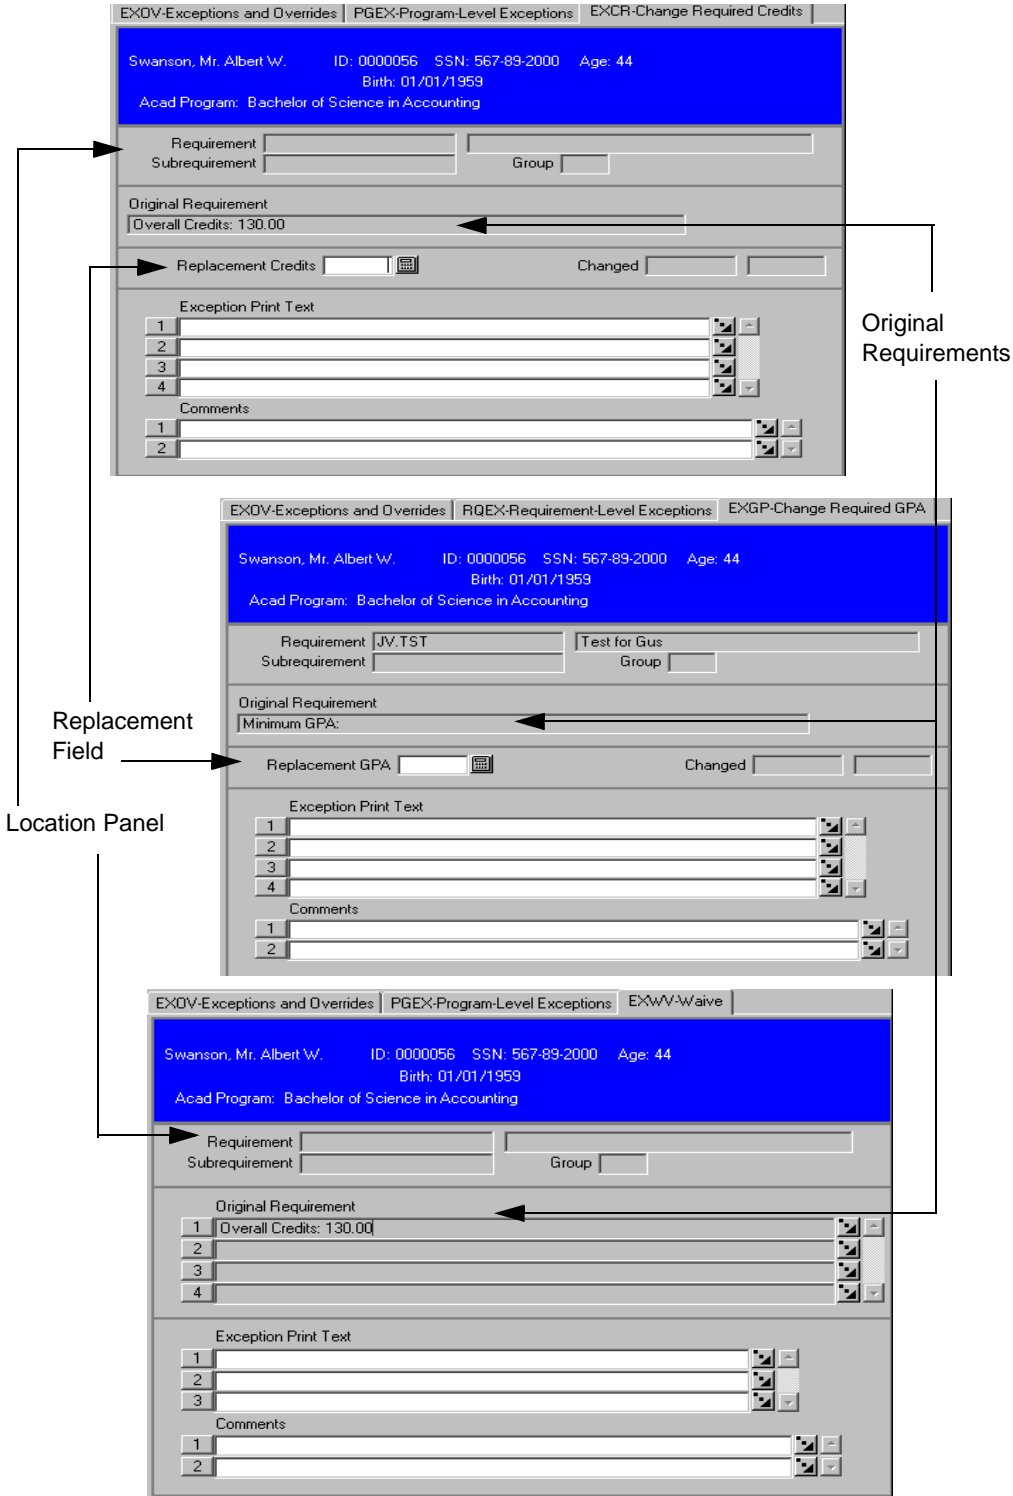 EXOV-Exceptions and Overrides PGEX-Program-Level Exceptions EXCR-Change Required Credits
Swanson, Mr. Albert W. ID: 0000056 SSN: 567-89-2000 Age: 44
Birth: 01/01/1959
Acad Program: Bachelor of Science in Accounting
Requirement
Subrequirement Group
Original Requirement
Overall Credits: 130.00
Replacement Credits Changed
Exception Print Text
1
2
3
4
Comments
1
2
Original
Requirements
EXOV-Exceptions and Overrides RQEX-Requirement-Level Exceptions EXGP-Change Required GPA
Swanson, Mr. Albert W. ID: 0000056 SSN: 567-89-2000 Age: 44
Birth: 01/01/1959
Acad Program: Bachelor of Science in Accounting
Requirement JV.TST Test for Gus
Subrequirement Group
Original Requirement
Minimum GPA:
Replacement GPA Changed
Exception Print Text
1
2
3
4
Comments
1
2
Replacement
Field
Location Panel
EXOV-Exceptions and Overrides PGEX-Program-Level Exceptions EXWV-Waive
Swanson, Mr. Albert W. ID: 0000056 SSN: 567-89-2000 Age: 44
Birth: 01/01/1959
Acad Program: Bachelor of Science in Accounting
Requirement
Subrequirement Group
Original Requirement
1 Overall Credits: 130.00
2
3
4
Exception Print Text
1
2
3
Comments
1
2